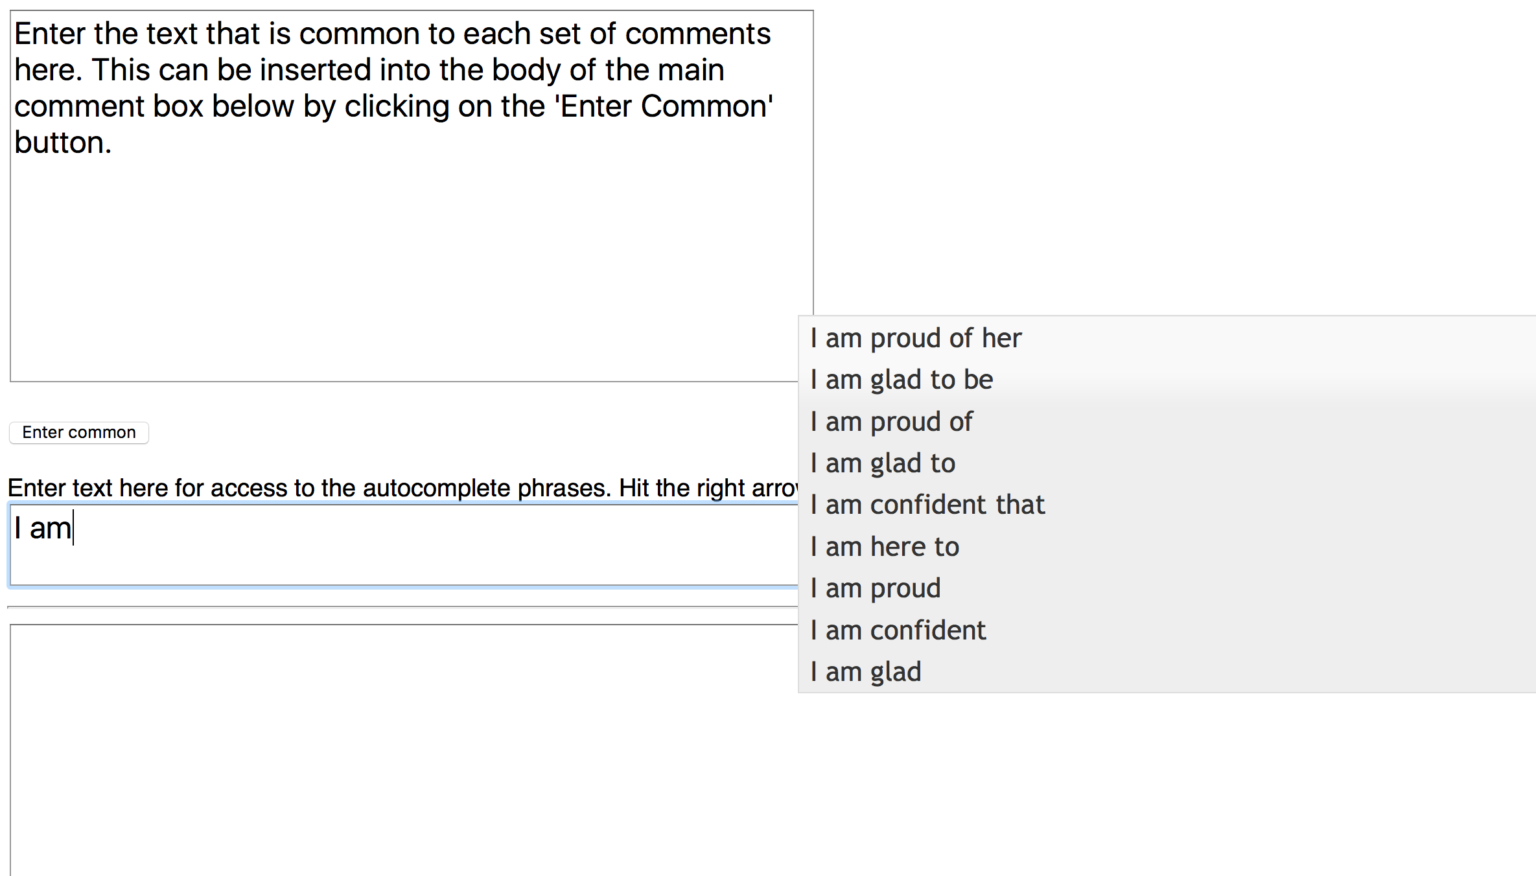 Enter the text that is common to each set of comments
here. This can be inserted into the body of the main
comment box below by clicking on the 'Enter Common'
button.
Enter common
Enter text here for access to the autocomplete phrases. Hit the right
I am
I am proud of her
I am glad to be
I am proud of
I am glad to
I am confident that
I am here to
I am proud
I am confident
I am glad